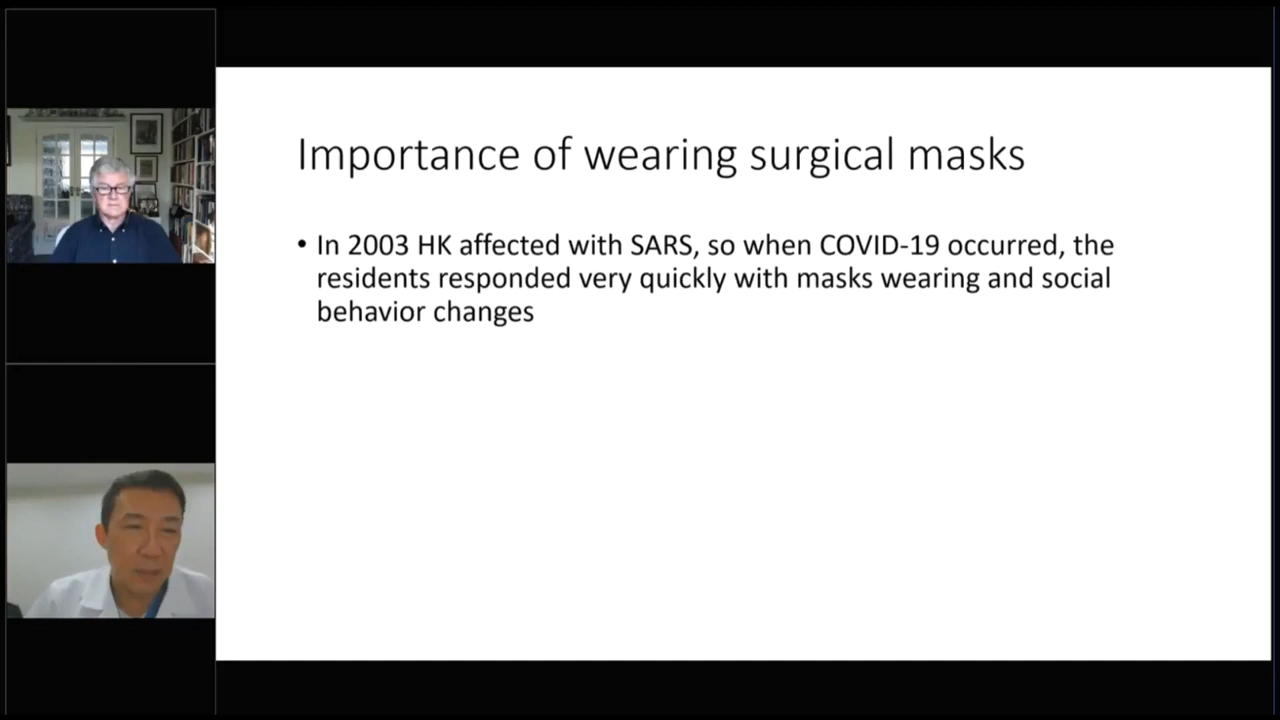 Importance of wearing surgical masks
• In 2003 HK affected with SARS, so when COVID-19 occurred, the
residents responded very quickly with masks wearing and social
behavior changes